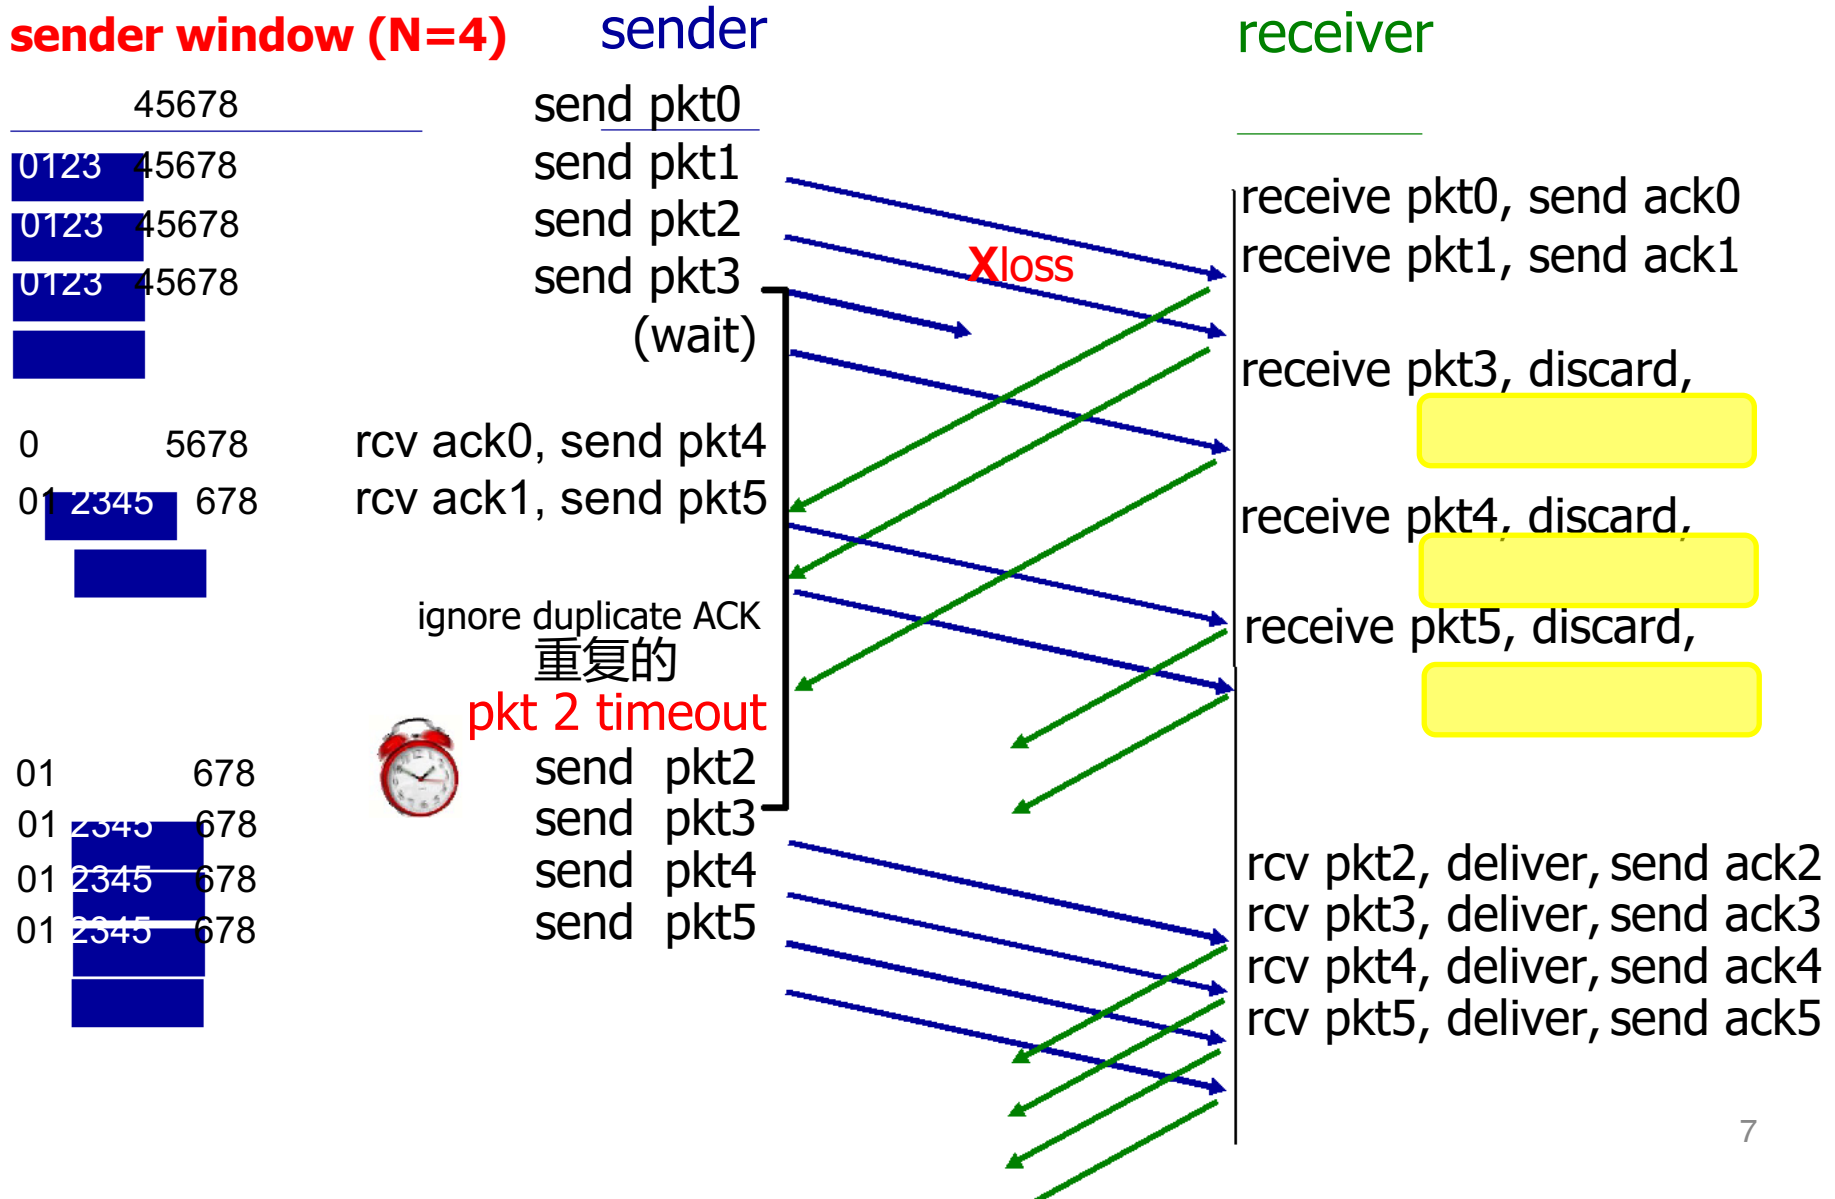 sender window (N=4)
sender
receiver
45678
send pkt0
0123 45678
send pkt1
0123 45678
send pkt2
0123 45678
send pkt3
(wait)
Xloss
receive pkt0, send ack0
receive pkt1, send ack1
receive pkt3, discard,
0 5678
rcv ack0, send pkt4
01 2345 678
rcv ack1, send pkt5
receive pkt4, discard,
ignore duplicate ACK
重复的
receive pkt5, discard,
pkt 2 timeout
01 678
send pkt2
01 2345 678
send pkt3
01 2345 678
send pkt4
01 2345 678
send pkt5
rcv pkt2, deliver, send ack2
rcv pkt3, deliver, send ack3
rcv pkt4, deliver, send ack4
rcv pkt5, deliver, send ack5
7